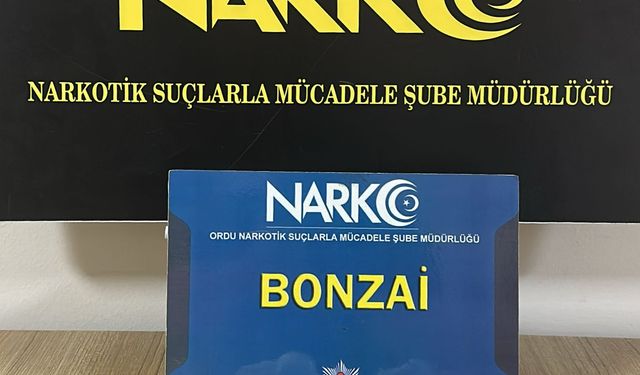 NARKO
NARKOTİK SUÇLARLA MÜCADELE ŞUBE MÜDÜRLÜĞÜ
NARKO
ORDU NARKOTİK SUÇLARLA MÜCADELE ŞUBE MÜDÜRLÜĞÜ
BONZAİ